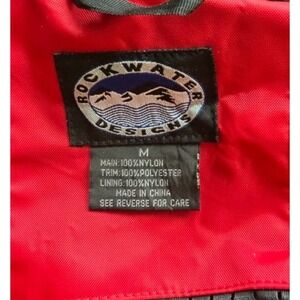 ROCKWATER
DESIGNS
M
MAIN:100%NYLON
TRIM:100%POLYESTER
LINING:100%NYLON
MADE IN CHINA
SEE REVERSE FOR CARE